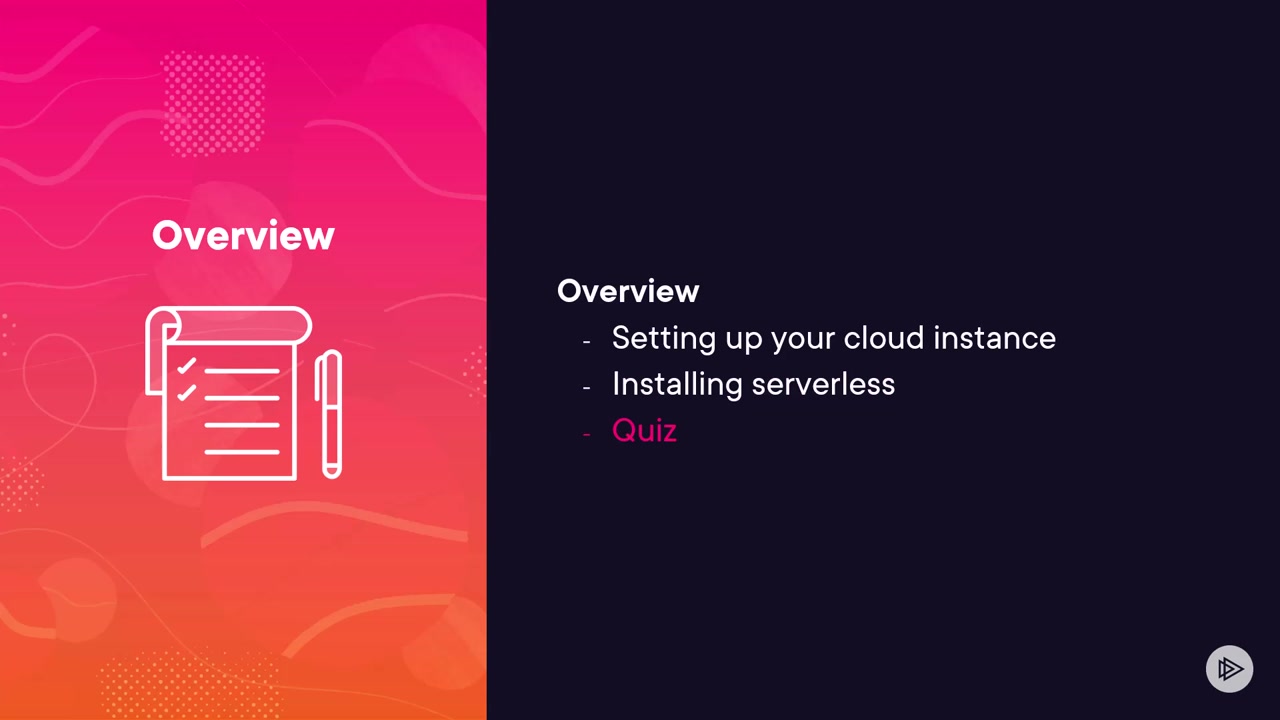 Overview
Overview
- Setting up your cloud instance
- Installing serverless
- Quiz